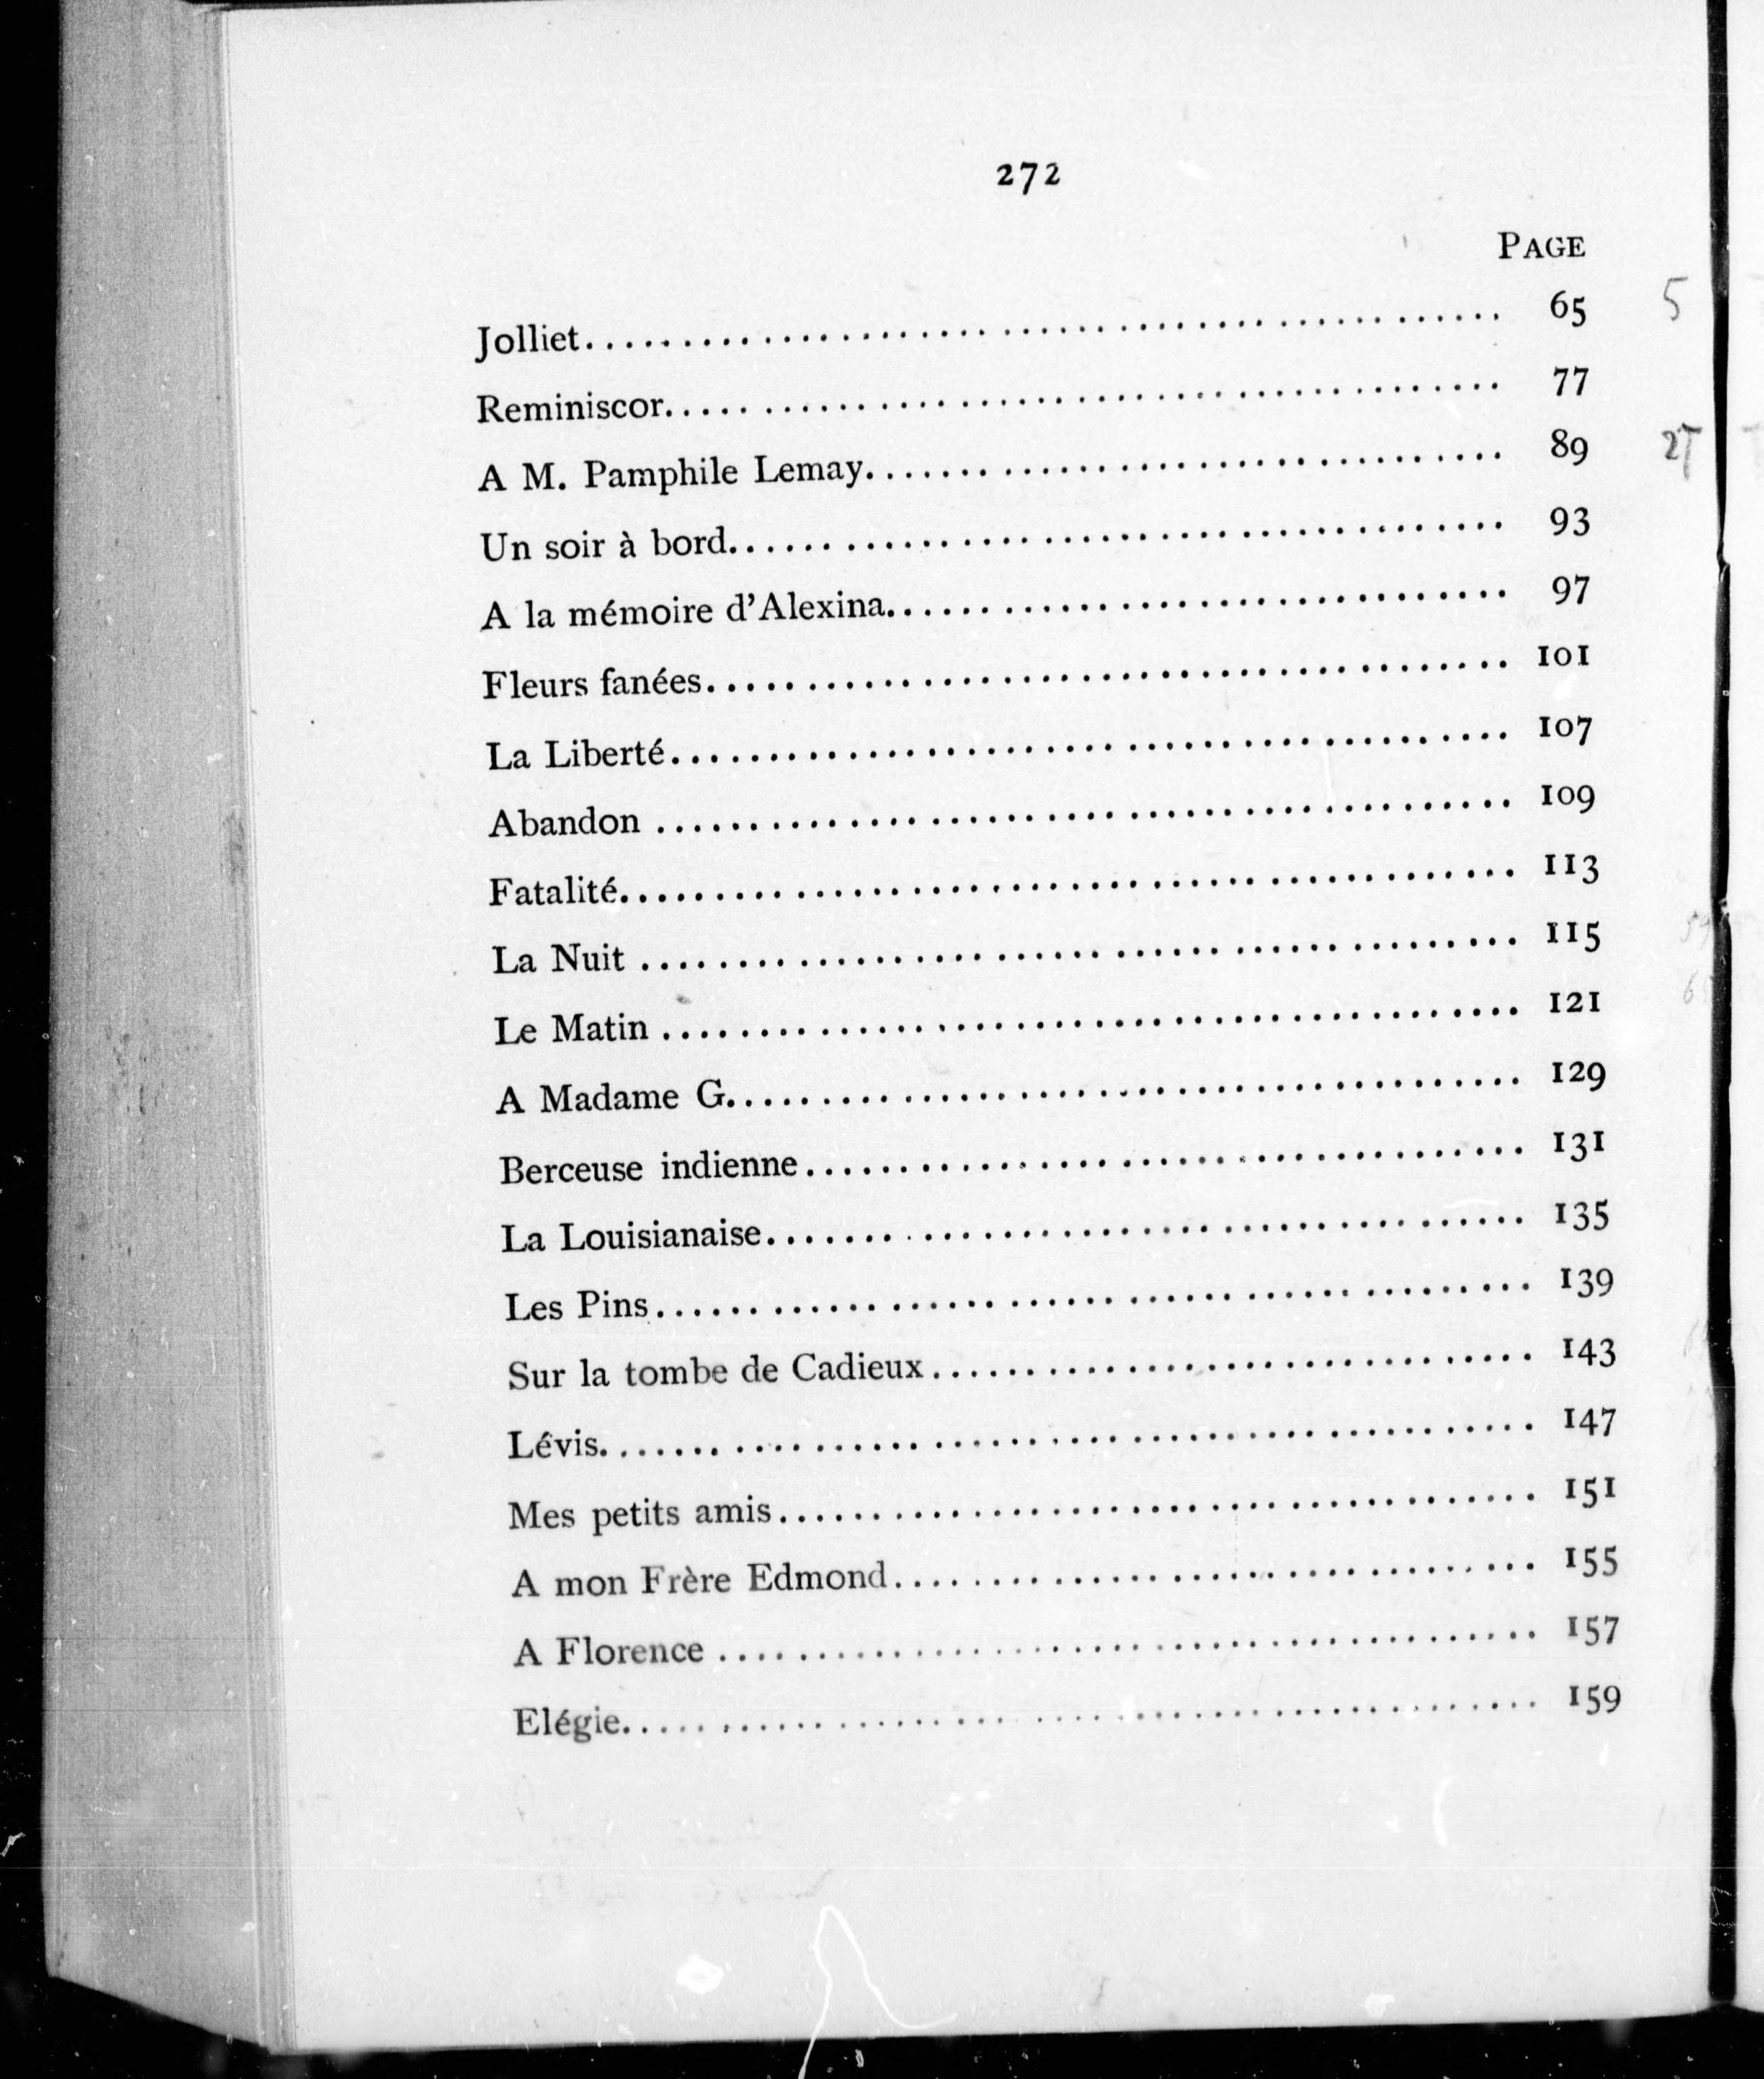 272
PAGE
Jolliet........................................ 65 5
Reminiscor........................................ 77
A M. Pamphile Lemay........................................ 89
Un soir à bord........................................ 93
A la mémoire d'Alexina........................................ 97
Fleurs fanées........................................ 101
La Liberté........................................ 107
Abandon ........................................ 109
Fatalité........................................ 113
La Nuit ........................................ 115
Le Matin ........................................ 121
A Madame G........................................ 129
Berceuse indienne........................................ 131
La Louisianaise........................................ 135
Les Pins........................................ 139
Sur la tombe de Cadieux........................................ 143
Lévis........................................ 147
Mes petits amis........................................ 151
A mon Frère Edmond........................................ 155
A Florence ........................................ 157
Elégie........................................ 159